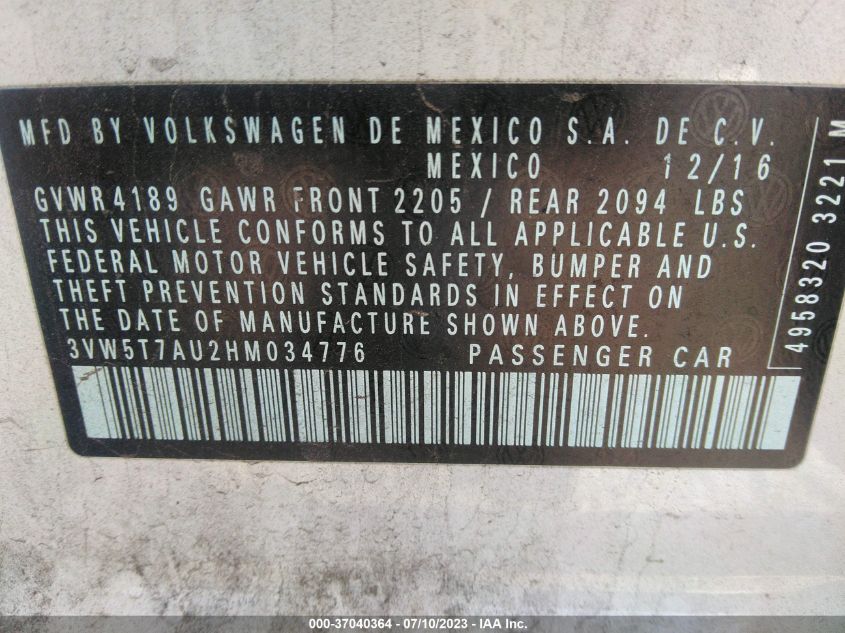 MFD BY VOLKSWAGEN DE MEXICO S.A. DE C.V.
MEXICO 12/16
GVWR 4189 GAWR FRONT 2205 / REAR 2094 LBS
THIS VEHICLE CONFORMS TO ALL APPLICABLE U.S.
FEDERAL MOTOR VEHICLE SAFETY, BUMPER AND
THEFT PREVENTION STANDARDS IN EFFECT ON
THE DATE OF MANUFACTURE SHOWN ABOVE.
3VW5T7AU2HM034776 PASSENGER CAR
4958320 3221 M
000-37040364 - 07/10/2023 - IAA Inc.